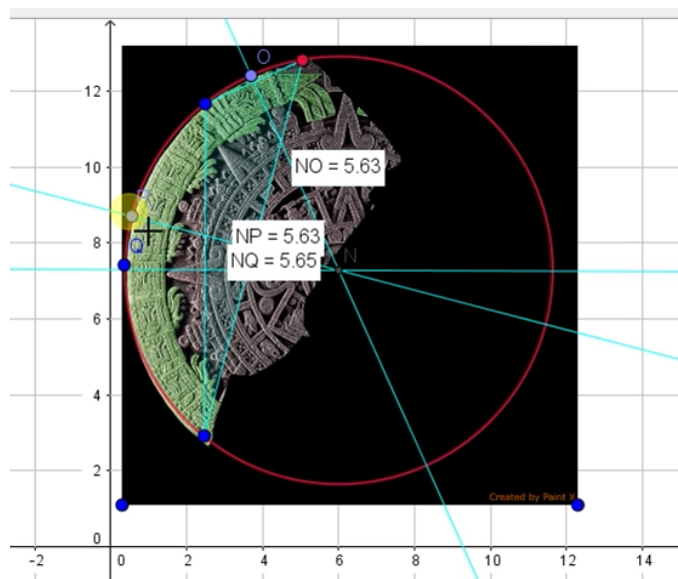 O
12
NO = 5.63
10
P
NP = 5.63
N
8
Q
NQ = 5.65
6
4
2
Created by Paint X
0
-2 0 2 4 6 8 10 12 14